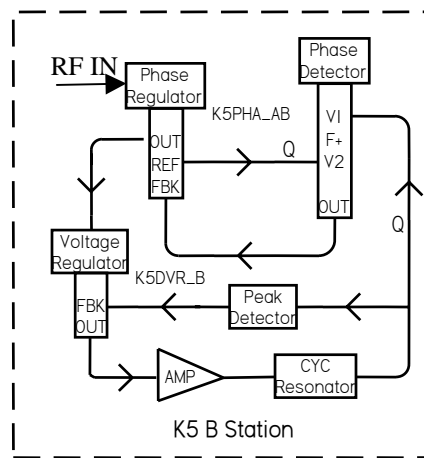 RF IN
Phase
Regulator
Phase
Detector
K5PHA_AB
OUT
REF
FBK
Q
V1
F+
V2
OUT
Q
Voltage
Regulator
K5DVR_B
FBK
OUT
Peak
Detector
AMP
CYC
Resonator
K5 B Station